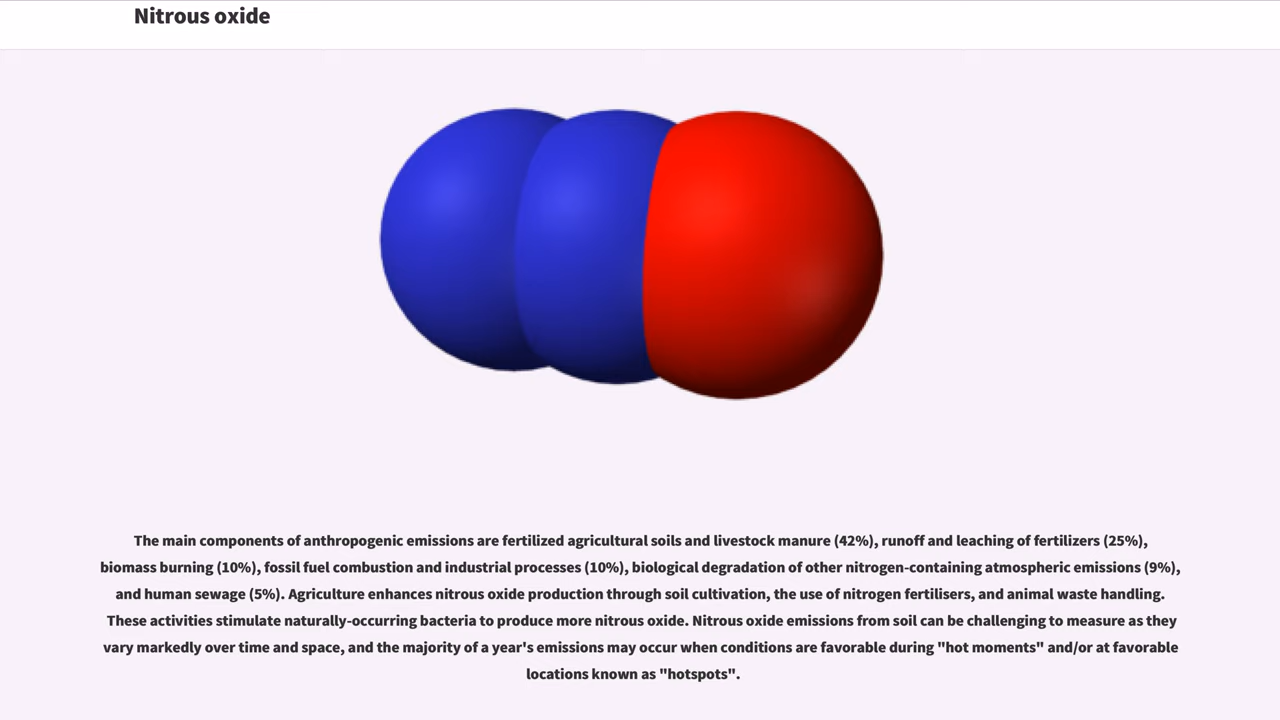 Nitrous oxide
The main components of anthropogenic emissions are fertilized agricultural soils and livestock manure (42%), runoff and leaching of fertilizers (25%),
biomass burning (10%), fossil fuel combustion and industrial processes (10%), biological degradation of other nitrogen-containing atmospheric emissions (9%),
and human sewage (5%). Agriculture enhances nitrous oxide production through soil cultivation, the use of nitrogen fertilisers, and animal waste handling.
These activities stimulate naturally-occurring bacteria to produce more nitrous oxide. Nitrous oxide emissions from soil can be challenging to measure as they
vary markedly over time and space, and the majority of a year's emissions may occur when conditions are favorable during "hot moments" and/or at favorable
locations known as "hotspots".